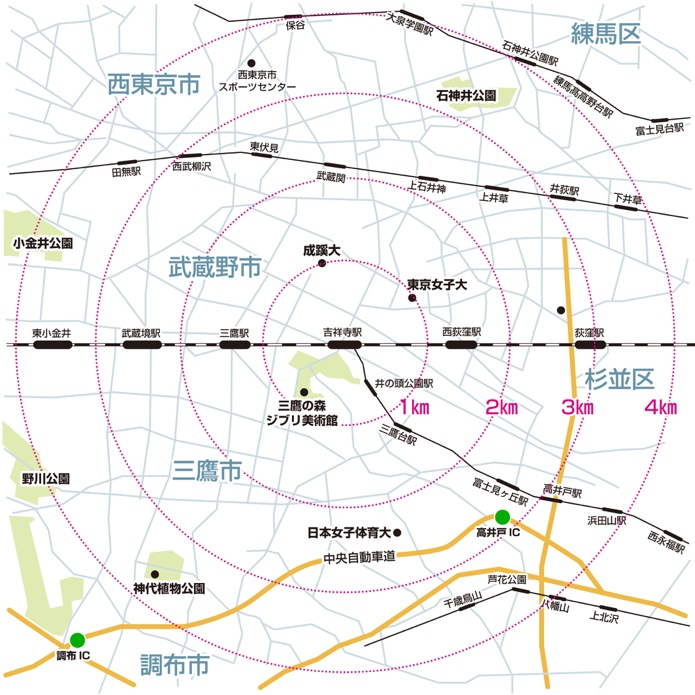 保谷
大泉学園駅
練馬区
石神井公園駅
西東京市
西東京市
スポーツセンター
石神井公園
練馬高野台駅
富士見台駅
東伏見
田無駅
西武柳沢
武蔵関
上石井神
上井草
井荻駅
下井草
小金井公園
成蹊大
武蔵野市
東京女子大
東小金井
武蔵境駅
三鷹駅
吉祥寺駅
西荻窪駅
荻窪駅
杉並区
井の頭公園駅
三鷹の森
ジブリ美術館
1km
2km
3km
4km
三鷹台駅
三鷹市
野川公園
富士見ヶ丘駅
高井戸駅
浜田山駅
西永福駅
日本女子体育大
高井戸IC
中央自動車道
神代植物公園
芦花公園
千歳烏山
八幡山
上北沢
調布IC
調布市